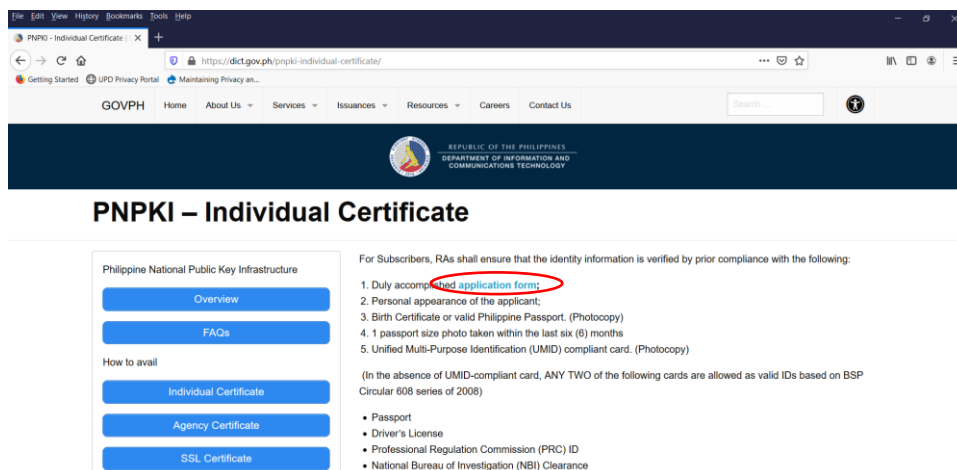 File Edit View History Bookmarks Tools Help
PNPKI - Individual Certificate |
https://dict.gov.ph/pnpki-individual-certificate/
Getting Started UPD Privacy Portal Maintaining Privacy an...
GOVPH Home About Us Services Issuances Resources Careers Contact Us Search ...
REPUBLIC OF THE PHILIPPINES
DEPARTMENT OF INFORMATION AND
COMMUNICATIONS TECHNOLOGY
PNPKI – Individual Certificate
Philippine National Public Key Infrastructure
Overview
FAQs
How to avail
Individual Certificate
Agency Certificate
SSL Certificate
For Subscribers, RAs shall ensure that the identity information is verified by prior compliance with the following:
1. Duly accomplished application form;
2. Personal appearance of the applicant;
3. Birth Certificate or valid Philippine Passport. (Photocopy)
4. 1 passport size photo taken within the last six (6) months
5. Unified Multi-Purpose Identification (UMID) compliant card. (Photocopy)
(In the absence of UMID-compliant card, ANY TWO of the following cards are allowed as valid IDs based on BSP
Circular 608 series of 2008)
• Passport
• Driver's License
• Professional Regulation Commission (PRC) ID
• National Bureau of Investigation (NBI) Clearance